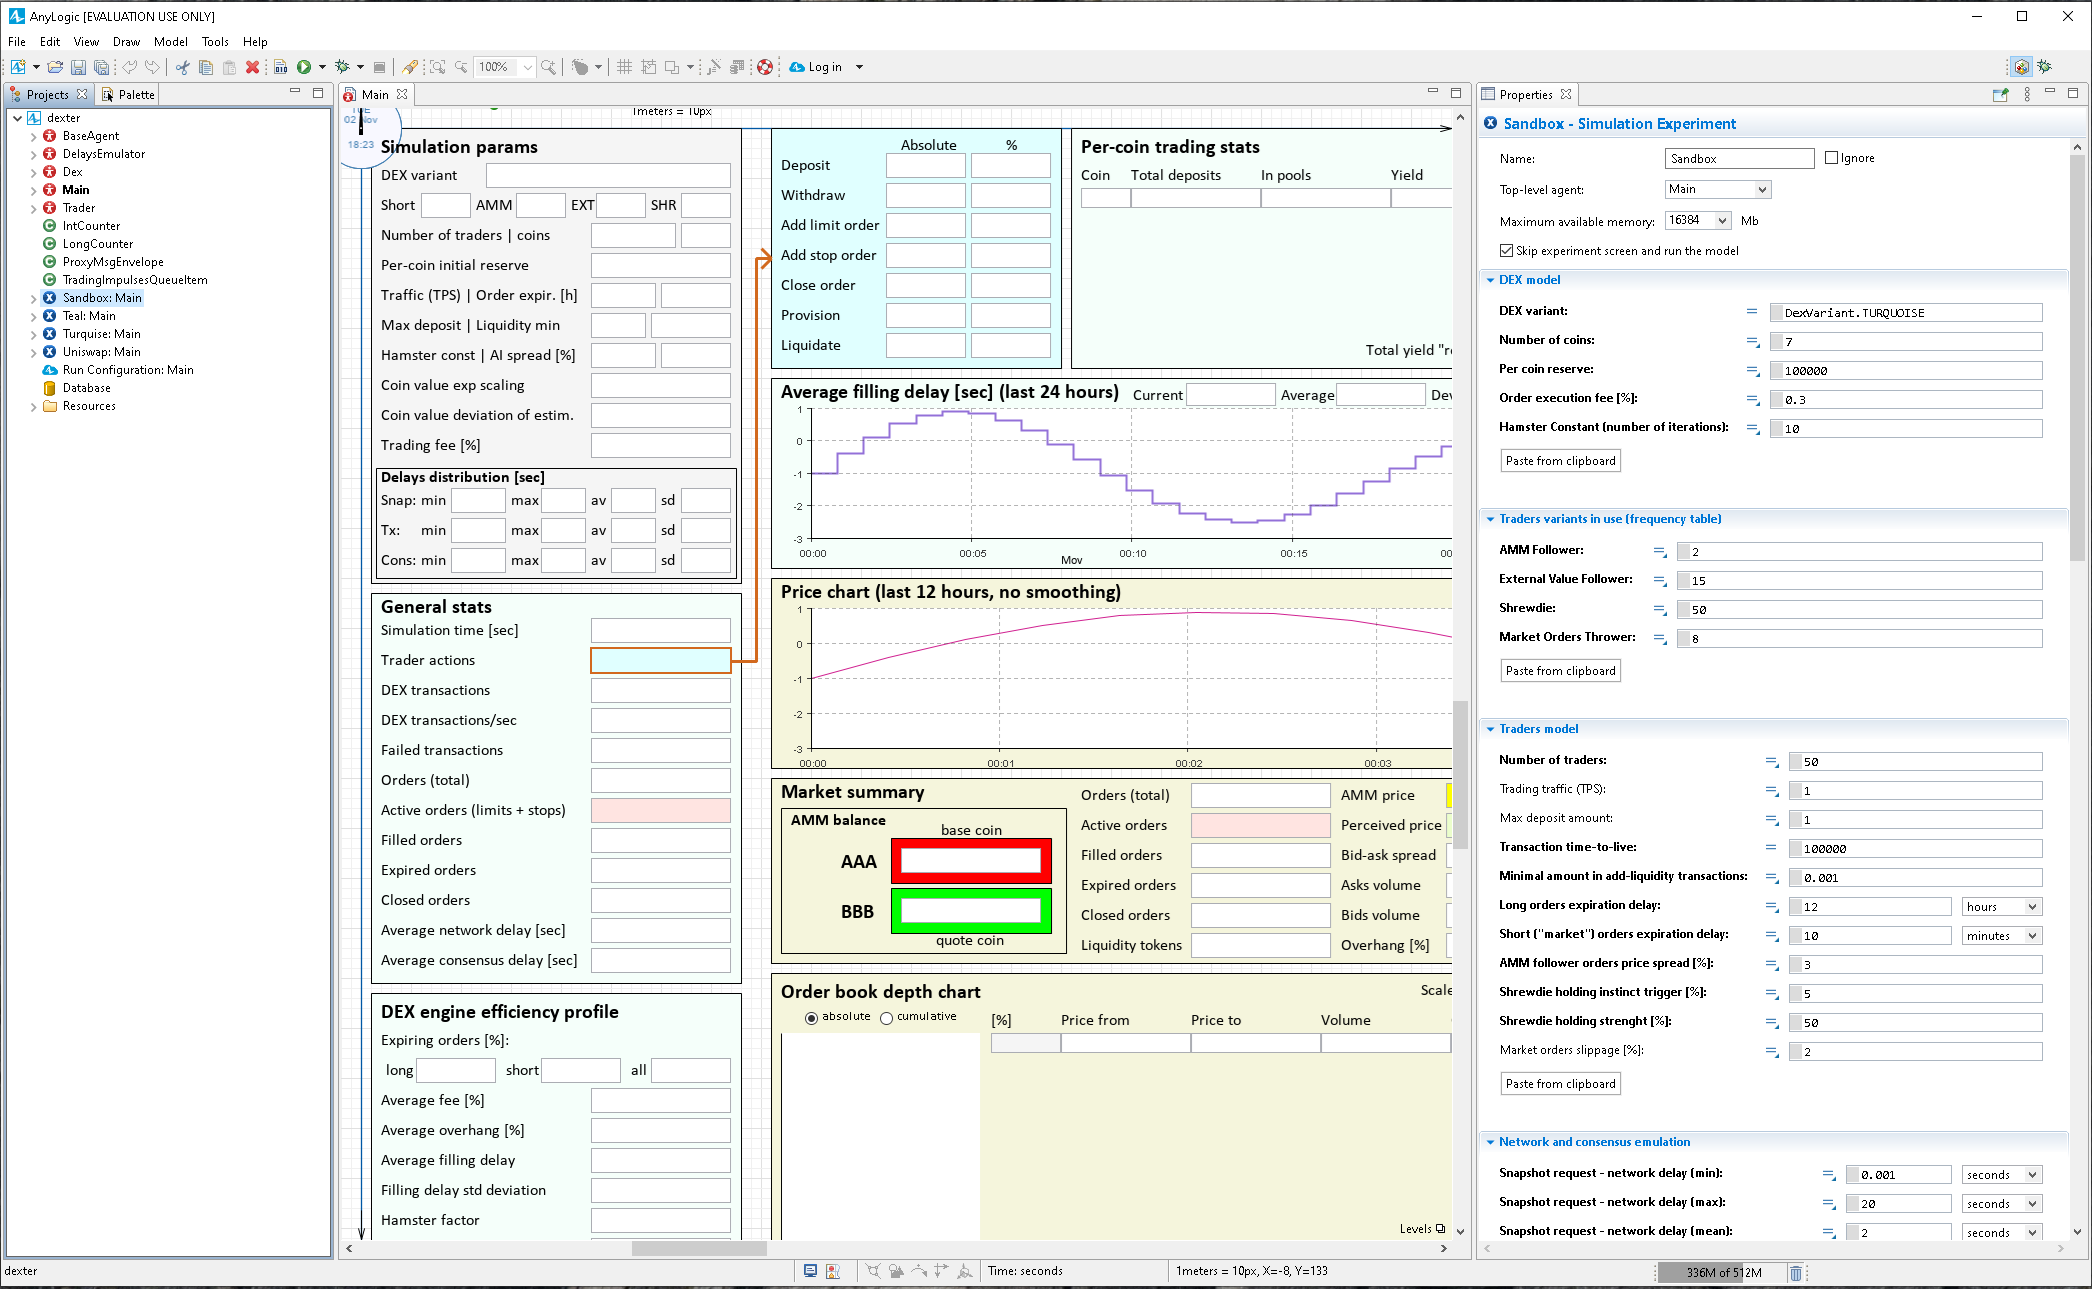 AnyLogic [EVALUATION USE ONLY]
File Edit View Draw Model Tools Help
100% Log in
Projects Palette
dexter
BaseAgent
DelaysEmulator
Dex
Main
Trader
IntCounter
LongCounter
ProxyMsgEnvelope
TradingImpulsesQueueItem
Sandbox: Main
Teal: Main
Turquise: Main
Uniswap: Main
Run Configuration: Main
Database
Resources
Main
02 Nov
18:23
1meters = 10px
Simulation params
DEX variant
Short AMM EXT SHR
Number of traders | coins
Per-coin initial reserve
Traffic (TPS) | Order expir. [h]
Max deposit | Liquidity min
Hamster const | AI spread [%]
Coin value exp scaling
Coin value deviation of estim.
Trading fee [%]
Delays distribution [sec]
Snap: min max av sd
Tx: min max av sd
Cons: min max av sd
General stats
Simulation time [sec]
Trader actions
DEX transactions
DEX transactions/sec
Failed transactions
Orders (total)
Active orders (limits + stops)
Filled orders
Expired orders
Closed orders
Average network delay [sec]
Average consensus delay [sec]
DEX engine efficiency profile
Expiring orders [%]:
long short all
Average fee [%]
Average overhang [%]
Average filling delay
Filling delay std deviation
Hamster factor
Absolute %
Deposit
Withdraw
Add limit order
Add stop order
Close order
Provision
Liquidate
Per-coin trading stats
Coin Total deposits In pools Yield
Total yield "r
Average filling delay [sec] (last 24 hours) Current Average Dev
1
0
-1
-2
-3
00:00 00:05 00:10 00:15 00
Mov
Price chart (last 12 hours, no smoothing)
1
0
-1
-2
-3
00:00 00:01 00:02 00:03
Market summary
AMM balance
base coin
AAA
BBB
quote coin
Orders (total) AMM price
Active orders Perceived price
Filled orders Bid-ask spread
Expired orders Asks volume
Closed orders Bids volume
Liquidity tokens Overhang [%]
Order book depth chart Scale
absolute cumulative
[%] Price from Price to Volume
Levels
Properties
Sandbox - Simulation Experiment
Name: Sandbox Ignore
Top-level agent: Main
Maximum available memory: 16384 Mb
Skip experiment screen and run the model
DEX model
DEX variant: DexVariant.TURQUOISE
Number of coins: 7
Per coin reserve: 100000
Order execution fee [%]: 0.3
Hamster Constant (number of iterations): 10
Paste from clipboard
Traders variants in use (frequency table)
AMM Follower: 2
External Value Follower: 15
Shrewdie: 50
Market Orders Thrower: 8
Paste from clipboard
Traders model
Number of traders: 50
Trading traffic (TPS): 1
Max deposit amount: 1
Transaction time-to-live: 100000
Minimal amount in add-liquidity transactions: 0.001
Long orders expiration delay: 12 hours
Short ("market") orders expiration delay: 10 minutes
AMM follower orders price spread [%]: 3
Shrewdie holding instinct trigger [%]: 5
Shrewdie holding strenght [%]: 50
Market orders slippage [%]: 2
Paste from clipboard
Network and consensus emulation
Snapshot request - network delay (min): 0.001 seconds
Snapshot request - network delay (max): 20 seconds
Snapshot request - network delay (mean): 2 seconds
dexter Time: seconds 1meters = 10px, X=-8, Y=133 336M of 512M